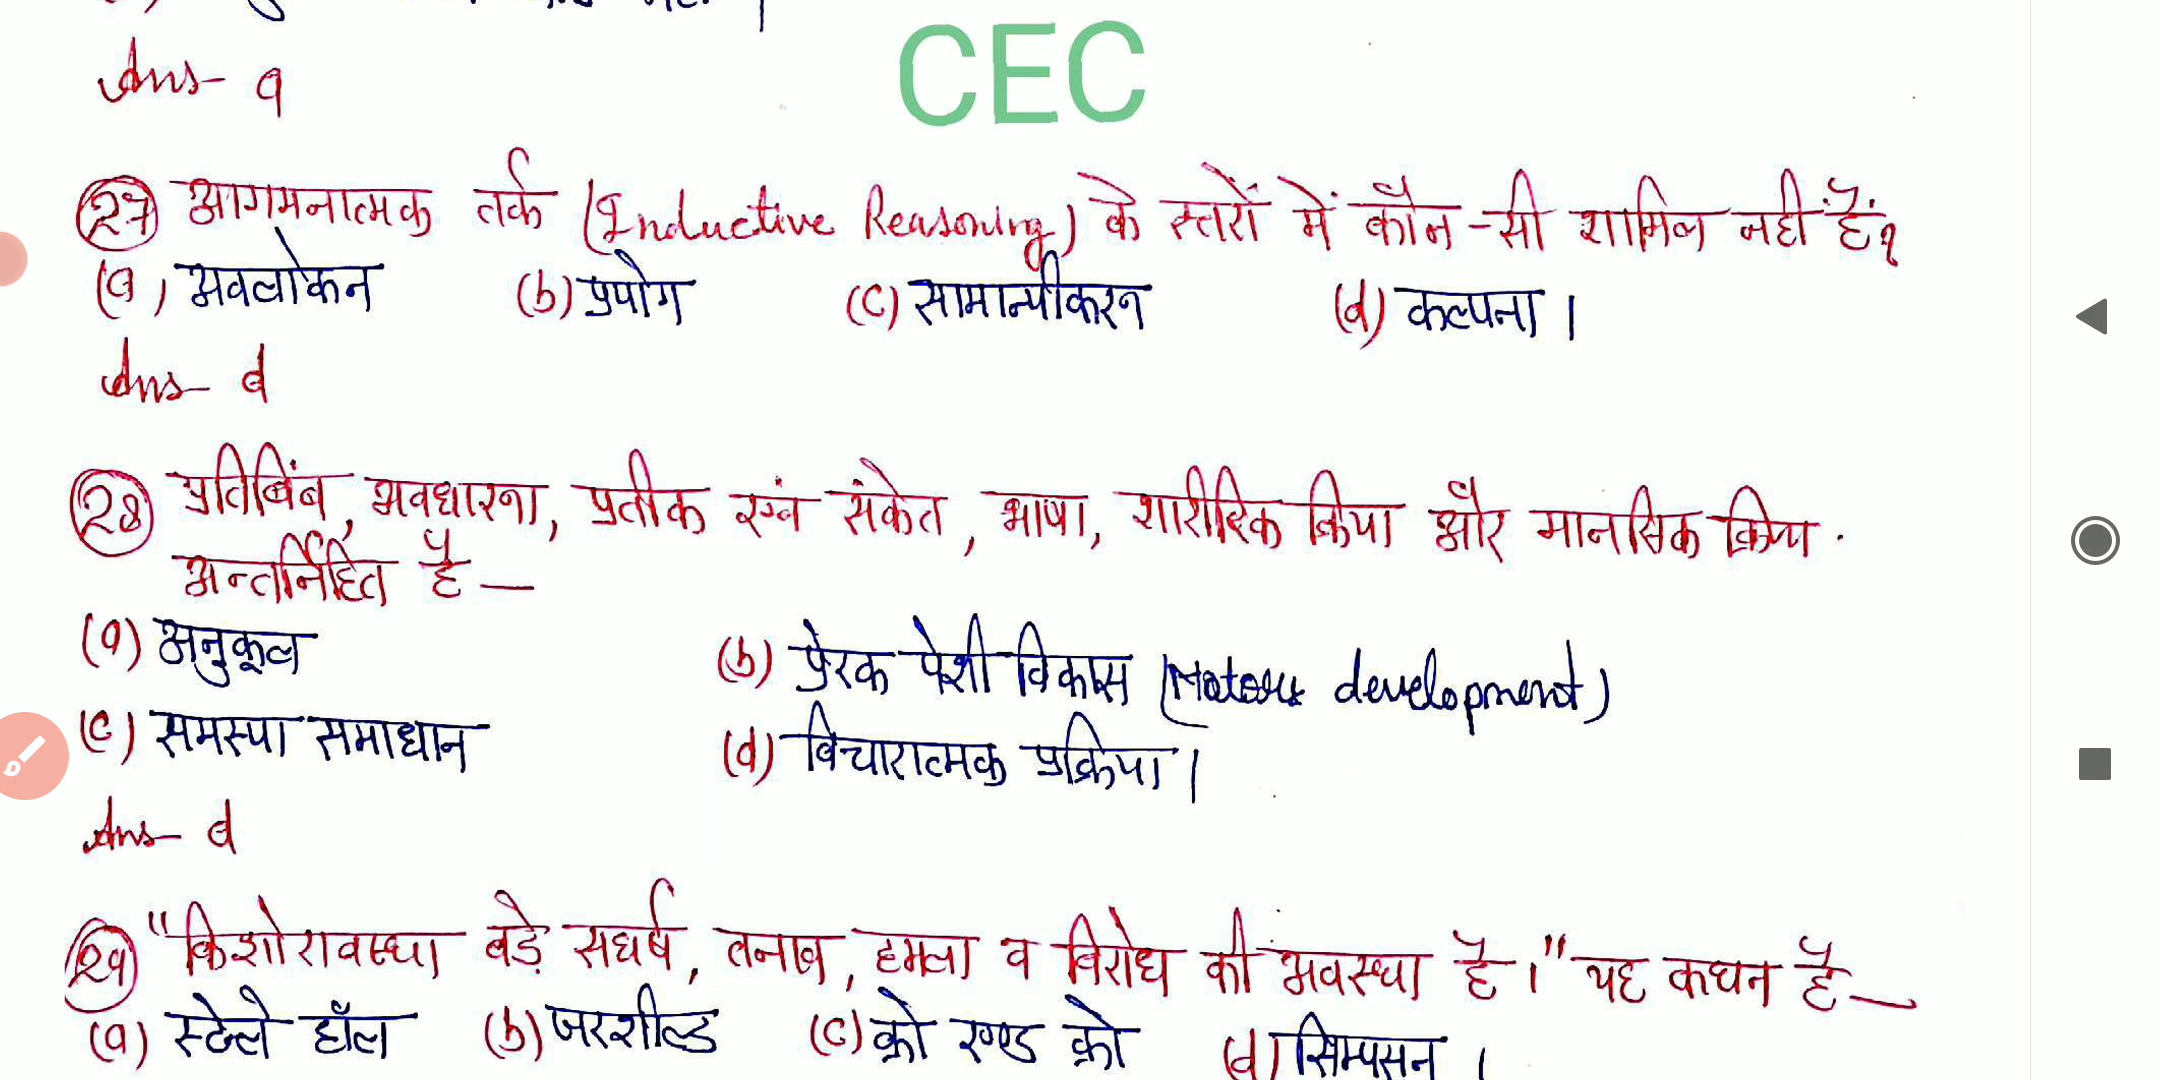 CEC
Ans- a
(27) आगमनात्मक तर्क (Inductive Reasoning) के स्तरों में कौन-सी शामिल नहीं है?
(a) अवलोकन (b) प्रयोग (c) सामान्यीकरण (d) कल्पना ।
Ans- d
(28) प्रतिबिंब, अवधारणा, प्रतीक एवं संकेत, भाषा, शारीरिक क्रिया और मानसिक क्रिया
अन्तर्निहित है —
(a) अनुकूल (b) प्रेरक पेशी विकास (Motor development)
(c) समस्या समाधान (d) विचारात्मक प्रक्रिया ।
Ans- d
(29) "किशोरावस्था बड़े संघर्ष, तनाव, हमला व विरोध की अवस्था है।" यह कथन है —
(a) स्टेले हॉल (b) जरशील्ड (c) क्रो एण्ड क्रो (d) सिम्पसन ।